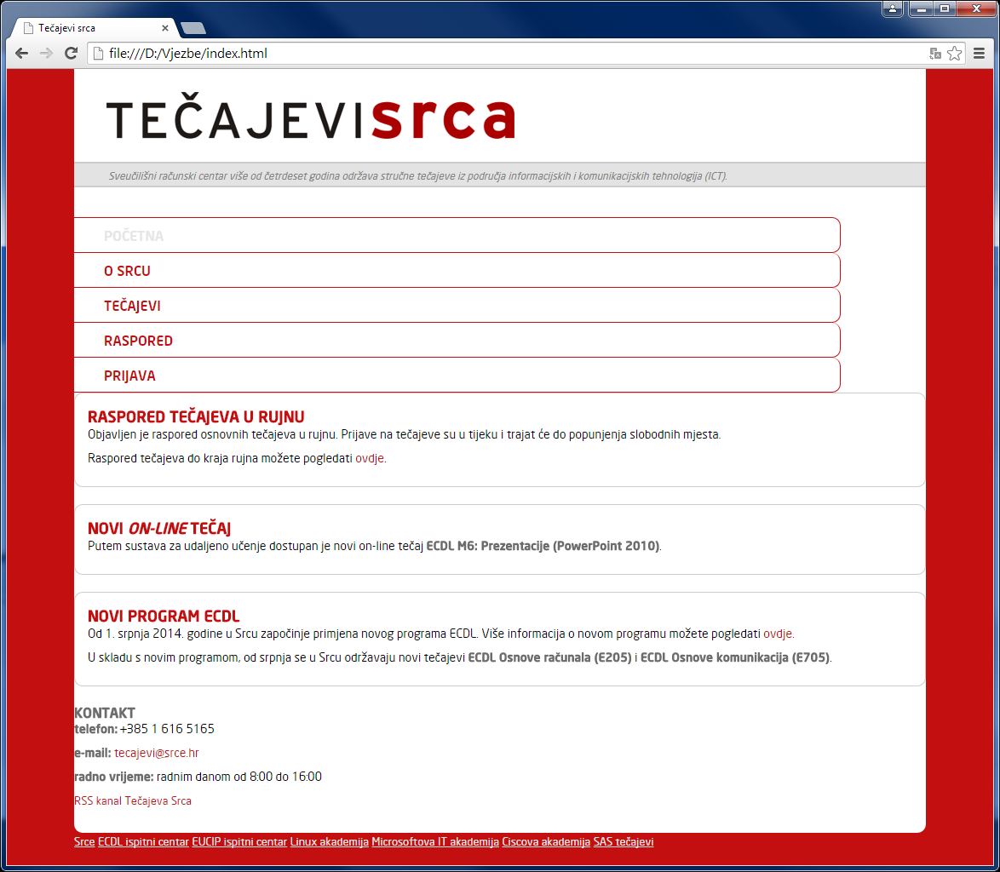 Tečajevi srca
file:///D:/Vjezbe/index.html
TEČAJEVIsrca
Sveučilišni računski centar više od četrdeset godina održava stručne tečajeve iz područja informacijskih i komunikacijskih tehnologija (ICT).
POČETNA
O SRCU
TEČAJEVI
RASPORED
PRIJAVA
RASPORED TEČAJEVA U RUJNU
Objavljen je raspored osnovnih tečajeva u rujnu. Prijave na tečajeve su u tijeku i trajat će do popunjenja slobodnih mjesta.
Raspored tečajeva do kraja rujna možete pogledati ovdje.
NOVI ON-LINE TEČAJ
Putem sustava za udaljeno učenje dostupan je novi on-line tečaj ECDL M6: Prezentacije (PowerPoint 2010).
NOVI PROGRAM ECDL
Od 1. srpnja 2014. godine u Srcu započinje primjena novog programa ECDL. Više informacija o novom programu možete pogledati ovdje.
U skladu s novim programom, od srpnja se u Srcu održavaju novi tečajevi ECDL Osnove računala (E205) i ECDL Osnove komunikacija (E705).
KONTAKT
telefon: +385 1 616 5165
e-mail: tecajevi@srce.hr
radno vrijeme: radnim danom od 8:00 do 16:00
RSS kanal Tečajeva Srca
Srce ECDL ispitni centar EUCIP ispitni centar Linux akademija Microsoftova IT akademija Ciscova akademija SAS tečajevi